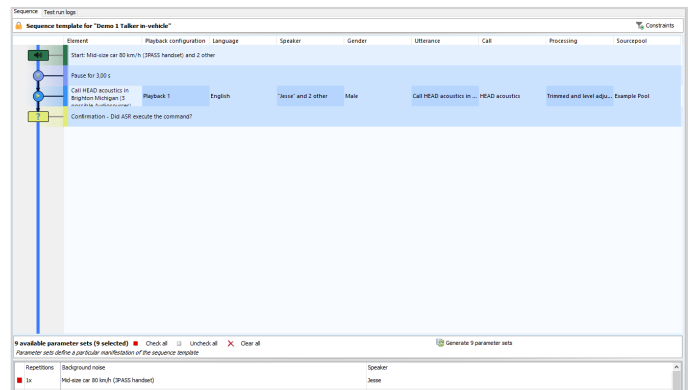 Sequence Test run logs
Sequence template for "Demo 1 Talker in-vehicle" Constraints
Element Playback configuration Language Speaker Gender Utterance Call Processing Sourcepool
Start: Mid-size car 80 km/h (3PASS handset) and 2 other
Pause for 3,00 s
Call HEAD acoustics in
Brighton Michigan (3
possible Audiosources)
Playback 1 English "Jesse" and 2 other Male Call HEAD acoustics in ... HEAD acoustics Trimmed and level adju... Example Pool
?
Confirmation - Did ASR execute the command?
9 available parameter sets (9 selected) Check all Uncheck all Clear all Generate 9 parameter sets
Parameter sets define a particular manifestation of the sequence template
Repetitions Background noise Speaker
1x Mid-size car 80 km/h (3PASS handset) Jesse